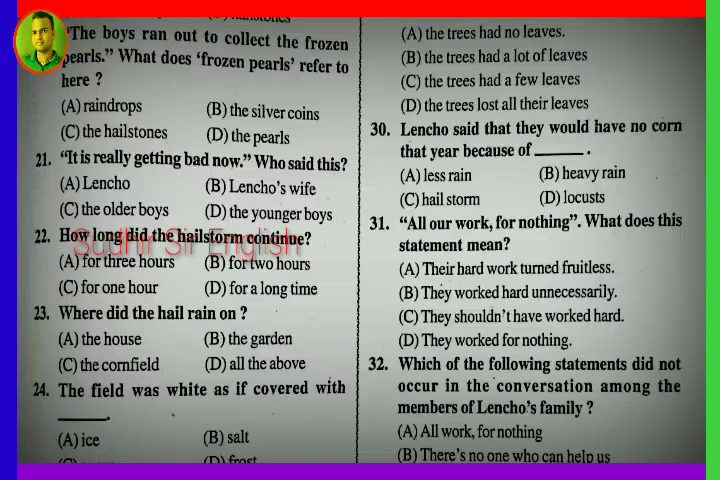 hailstones
"The boys ran out to collect the frozen
pearls." What does 'frozen pearls' refer to
here ?
(A) raindrops
(B) the silver coins
(C) the hailstones
(D) the pearls
21. "It is really getting bad now." Who said this?
(A) Lencho
(B) Lencho's wife
(C) the older boys
(D) the younger boys
22. How long did the hailstorm continue?
Sudhir Sir English
(A) for three hours
(B) for two hours
(C) for one hour
(D) for a long time
23. Where did the hail rain on ?
(A) the house
(B) the garden
(C) the cornfield
(D) all the above
24. The field was white as if covered with
______.
(A) ice
(B) salt
(D) frost
(A) the trees had no leaves.
(B) the trees had a lot of leaves
(C) the trees had a few leaves
(D) the trees lost all their leaves
30. Lencho said that they would have no corn
that year because of ______ .
(A) less rain
(B) heavy rain
(C) hail storm
(D) locusts
31. "All our work, for nothing". What does this
statement mean?
(A) Their hard work turned fruitless.
(B) They worked hard unnecessarily.
(C) They shouldn't have worked hard.
(D) They worked for nothing.
32. Which of the following statements did not
occur in the conversation among the
members of Lencho's family ?
(A) All work, for nothing
(B) There's no one who can help us